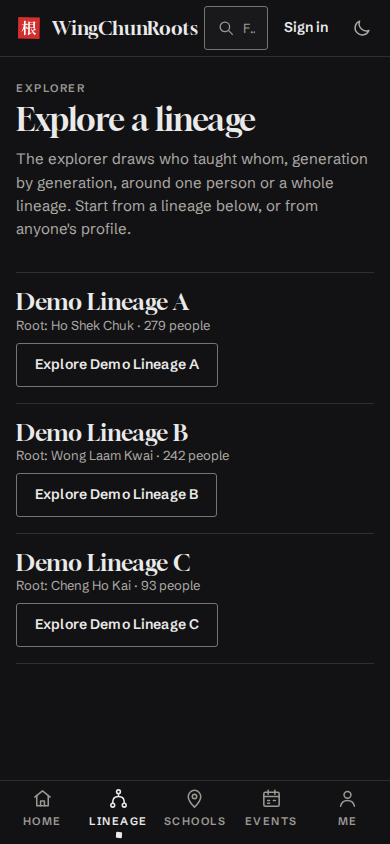 根 WingChunRoots F.. Sign in
EXPLORER
Explore a lineage
The explorer draws who taught whom, generation
by generation, around one person or a whole
lineage. Start from a lineage below, or from
anyone's profile.
Demo Lineage A
Root: Ho Shek Chuk · 279 people
Explore Demo Lineage A
Demo Lineage B
Root: Wong Laam Kwai · 242 people
Explore Demo Lineage B
Demo Lineage C
Root: Cheng Ho Kai · 93 people
Explore Demo Lineage C
HOME LINEAGE SCHOOLS EVENTS ME